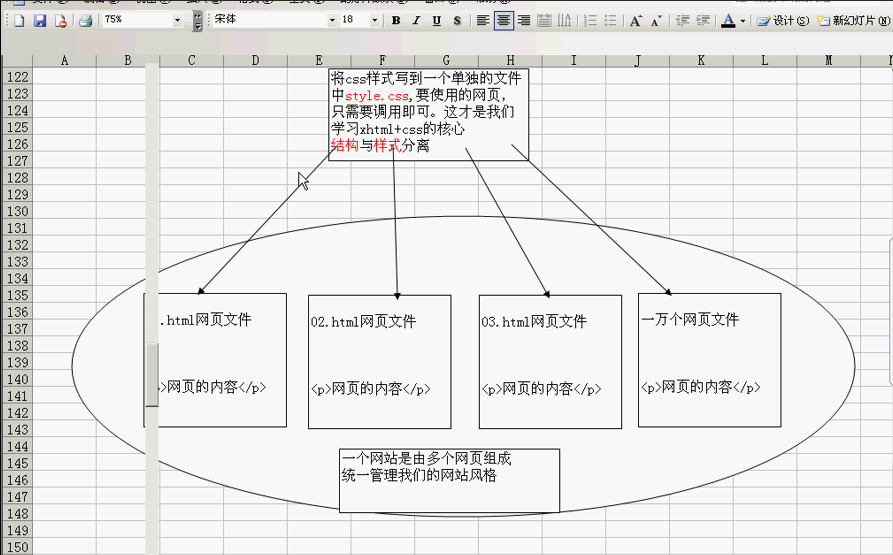 75%
宋体
18
B I U S
A A A
设计(S)
新幻灯片(N)
A B C D E F G H I J K L M
122
123
124
125
126
127
128
129
130
131
132
133
134
135
136
137
138
139
140
141
142
143
144
145
146
147
148
149
150
将css样式写到一个单独的文件
中style.css,要使用的网页,
只需要调用即可。这才是我们
学习xhtml+css的核心
结构与样式分离
.html网页文件
02.html网页文件
03.html网页文件
一万个网页文件
>网页的内容</p>
<p>网页的内容</p>
<p>网页的内容</p>
<p>网页的内容</p>
一个网站是由多个网页组成
统一管理我们的网站风格